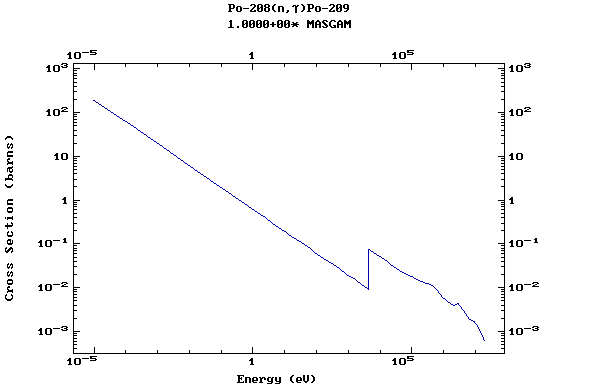 Po-208(n,γ)Po-209
1.0000+00* MASGAM
10⁻⁵ 1 10⁵
10³ 10³
10² 10²
10 10
1 1
10⁻¹ 10⁻¹
10⁻² 10⁻²
10⁻³ 10⁻³
10⁻⁵ 1 10⁵
Cross Section (barns)
Energy (eV)